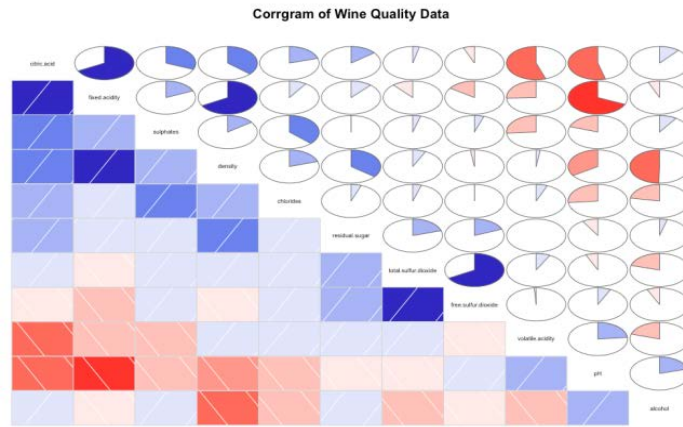 Corrgram of Wine Quality Data
citric acid
fixed acidity
sulphates
density
chlorides
residual sugar
total.sulfur.dioxide
free.sulfur.dioxide
volatile acidity
pH
alcohol